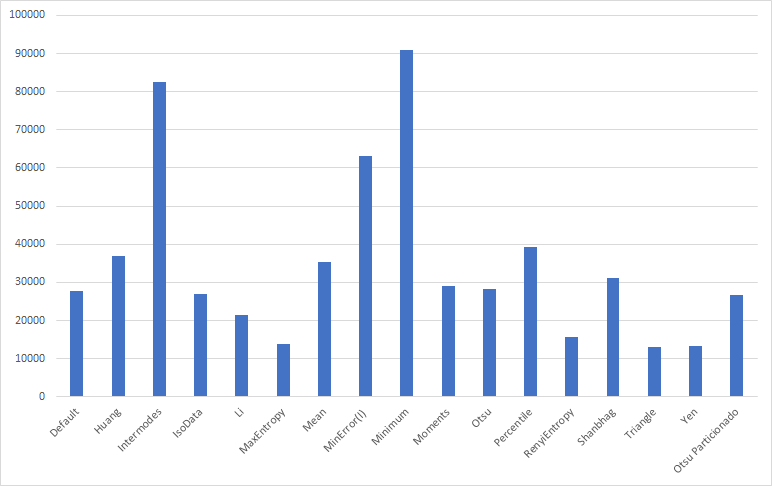 100000
90000
80000
70000
60000
50000
40000
30000
20000
10000
0
Default
Huang
Intermodes
IsoData
Li
MaxEntropy
Mean
MinError(I)
Minimum
Moments
Otsu
Percentile
RenyiEntropy
Shanbhag
Triangle
Yen
Otsu Particionado